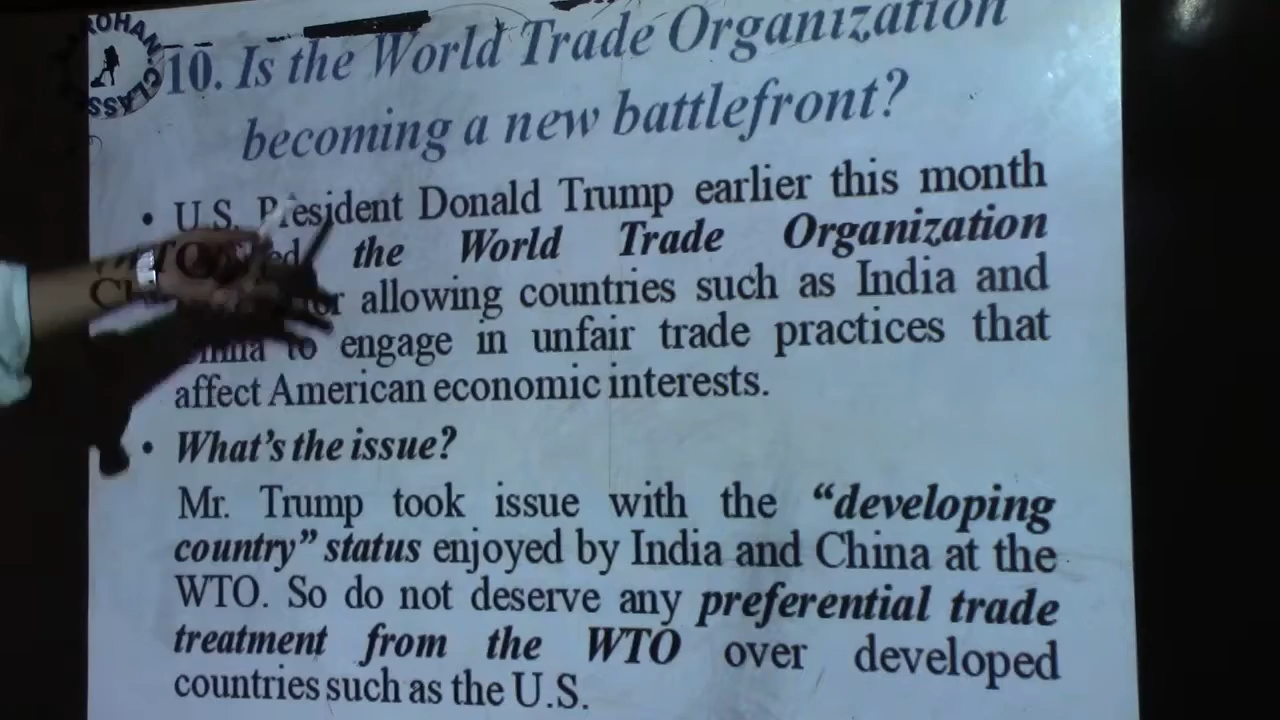 ROHAN
CLASS
10. Is the World Trade Organization
becoming a new battlefront?
• U.S. President Donald Trump earlier this month
the World Trade Organization
allowing countries such as India and
to engage in unfair trade practices that
affect American economic interests.
• What's the issue?
Mr. Trump took issue with the “developing
country” status enjoyed by India and China at the
WTO. So do not deserve any preferential trade
treatment from the WTO over developed
countries such as the U.S.